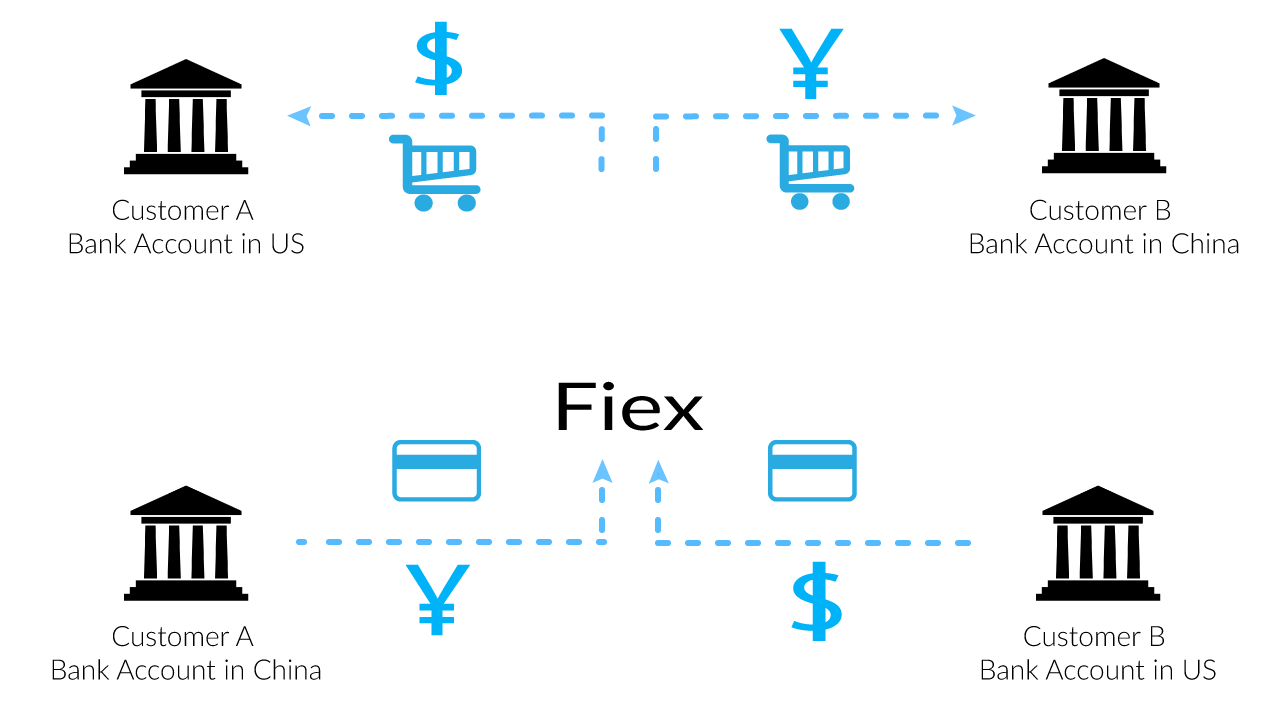 $
¥
Customer A
Bank Account in US
Customer B
Bank Account in China
Fiex
¥
$
Customer A
Bank Account in China
Customer B
Bank Account in US